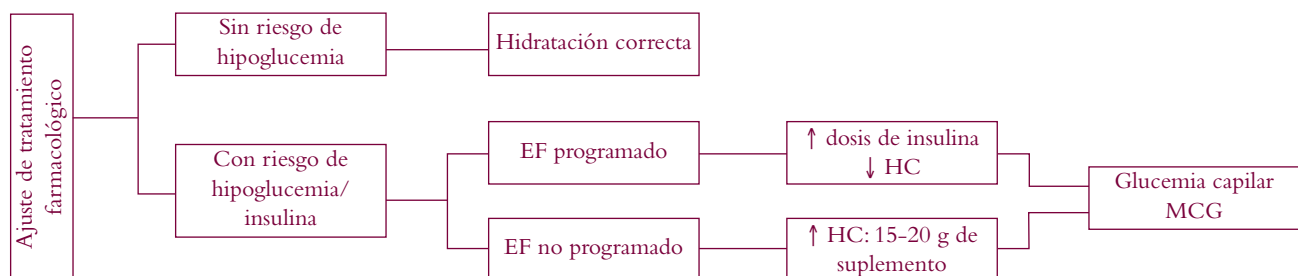 Ajuste de tratamiento
farmacológico
Sin riesgo de
hipoglucemia
Hidratación correcta
Con riesgo de
hipoglucemia/
insulina
EF programado
↑ dosis de insulina
↓ HC
EF no programado
↑ HC: 15-20 g de
suplemento
Glucemia capilar
MCG